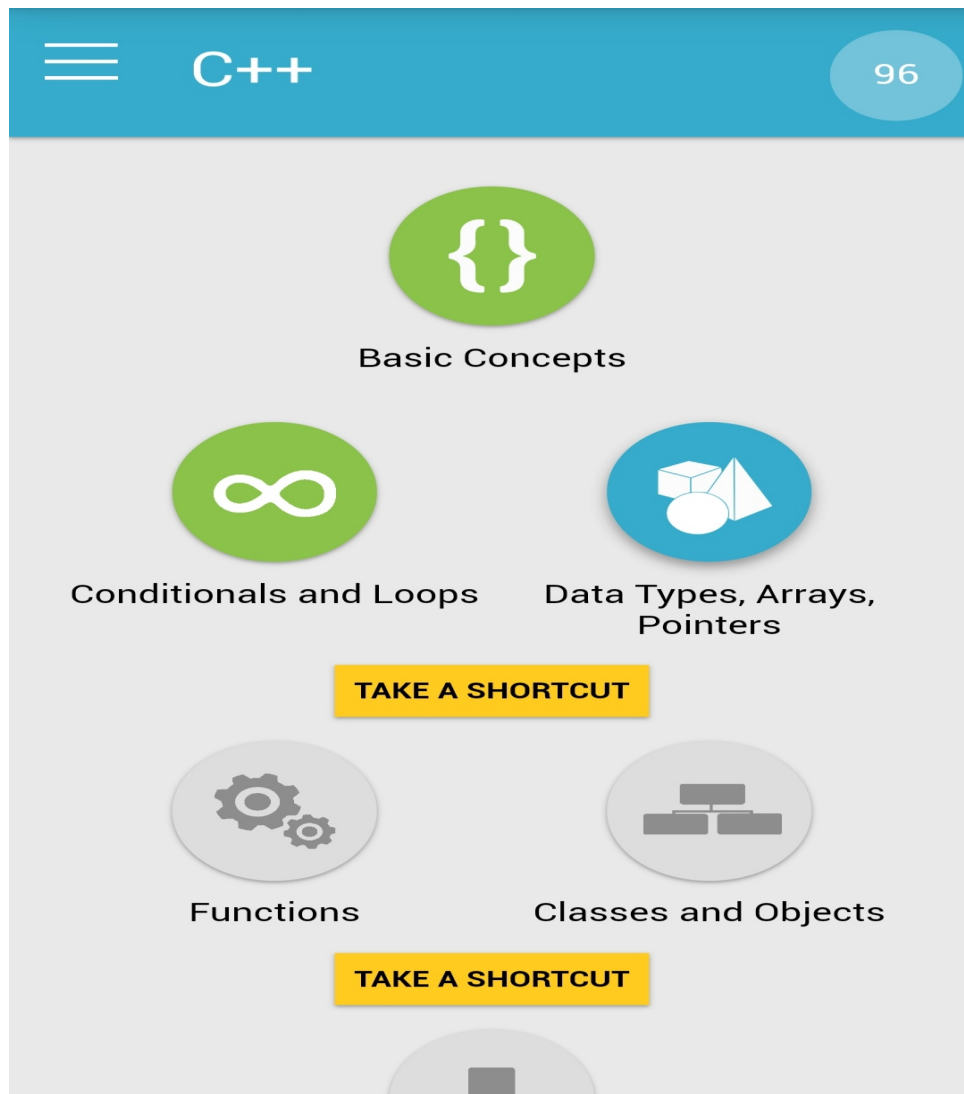 C++
96
{}
Basic Concepts
Conditionals and Loops
Data Types, Arrays,
Pointers
TAKE A SHORTCUT
Functions
Classes and Objects
TAKE A SHORTCUT